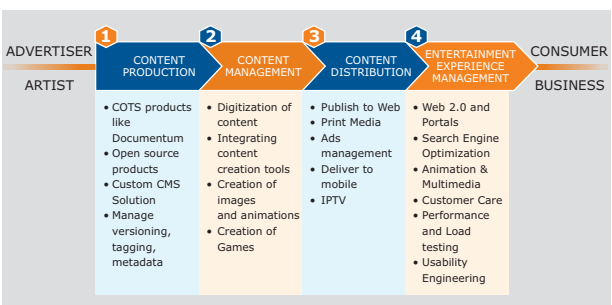 1
2
3
4
ADVERTISER
ARTIST
CONTENT
PRODUCTION
CONTENT
MANAGEMENT
CONTENT
DISTRIBUTION
ENTERTAINMENT
EXPERIENCE
MANAGEMENT
CONSUMER
BUSINESS
• COTS products
like
Documentum
• Open source
products
• Custom CMS
Solution
• Manage
versioning,
tagging,
metadata
• Digitization of
content
• Integrating
content
creation tools
• Creation of
images
and animations
• Creation of
Games
• Publish to Web
• Print Media
• Ads
management
• Deliver to
mobile
• IPTV
• Web 2.0 and
Portals
• Search Engine
Optimization
• Animation &
Multimedia
• Customer Care
• Performance
and Load
testing
• Usability
Engineering